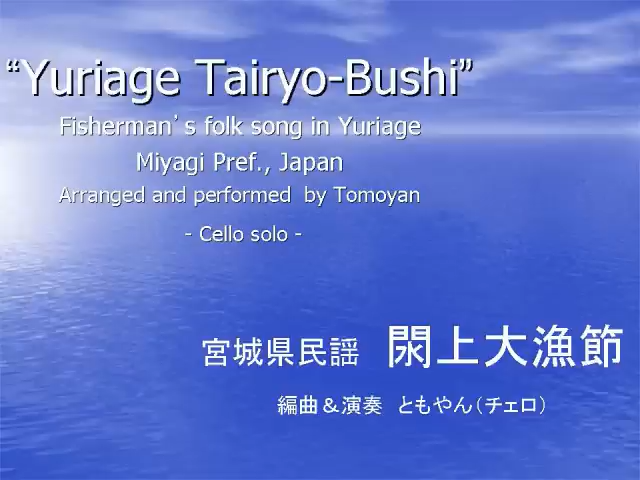 “Yuriage Tairyo-Bushi”
Fisherman’s folk song in Yuriage
Miyagi Pref., Japan
Arranged and performed by Tomoyan
- Cello solo -
宮城県民謡 閖上大漁節
編曲＆演奏 ともやん（チェロ）